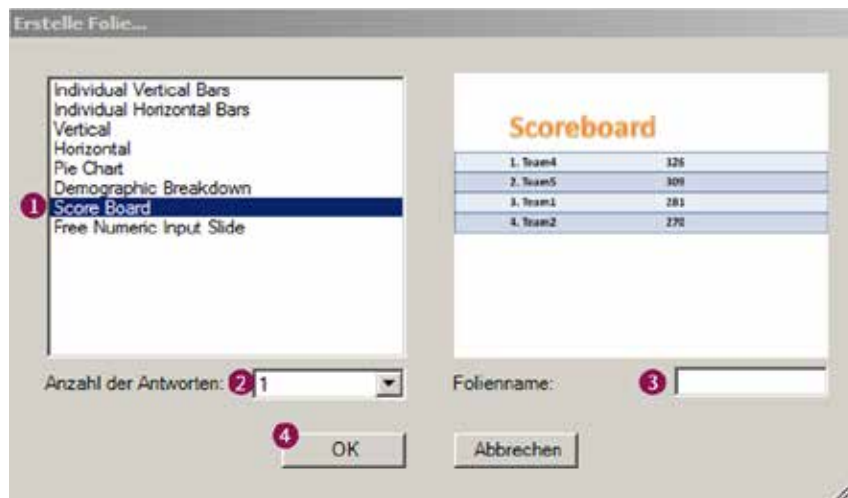 Erstelle Folie...
Individual Vertical Bars
Individual Horizontal Bars
Vertical
Horizontal
Pie Chart
Demographic Breakdown
1 Score Board
Free Numeric Input Slide
Scoreboard
1. Team4 326
2. Team5 309
3. Team1 281
4. Team2 270
Anzahl der Antworten: 2 1
Folienname: 3
4 OK
Abbrechen